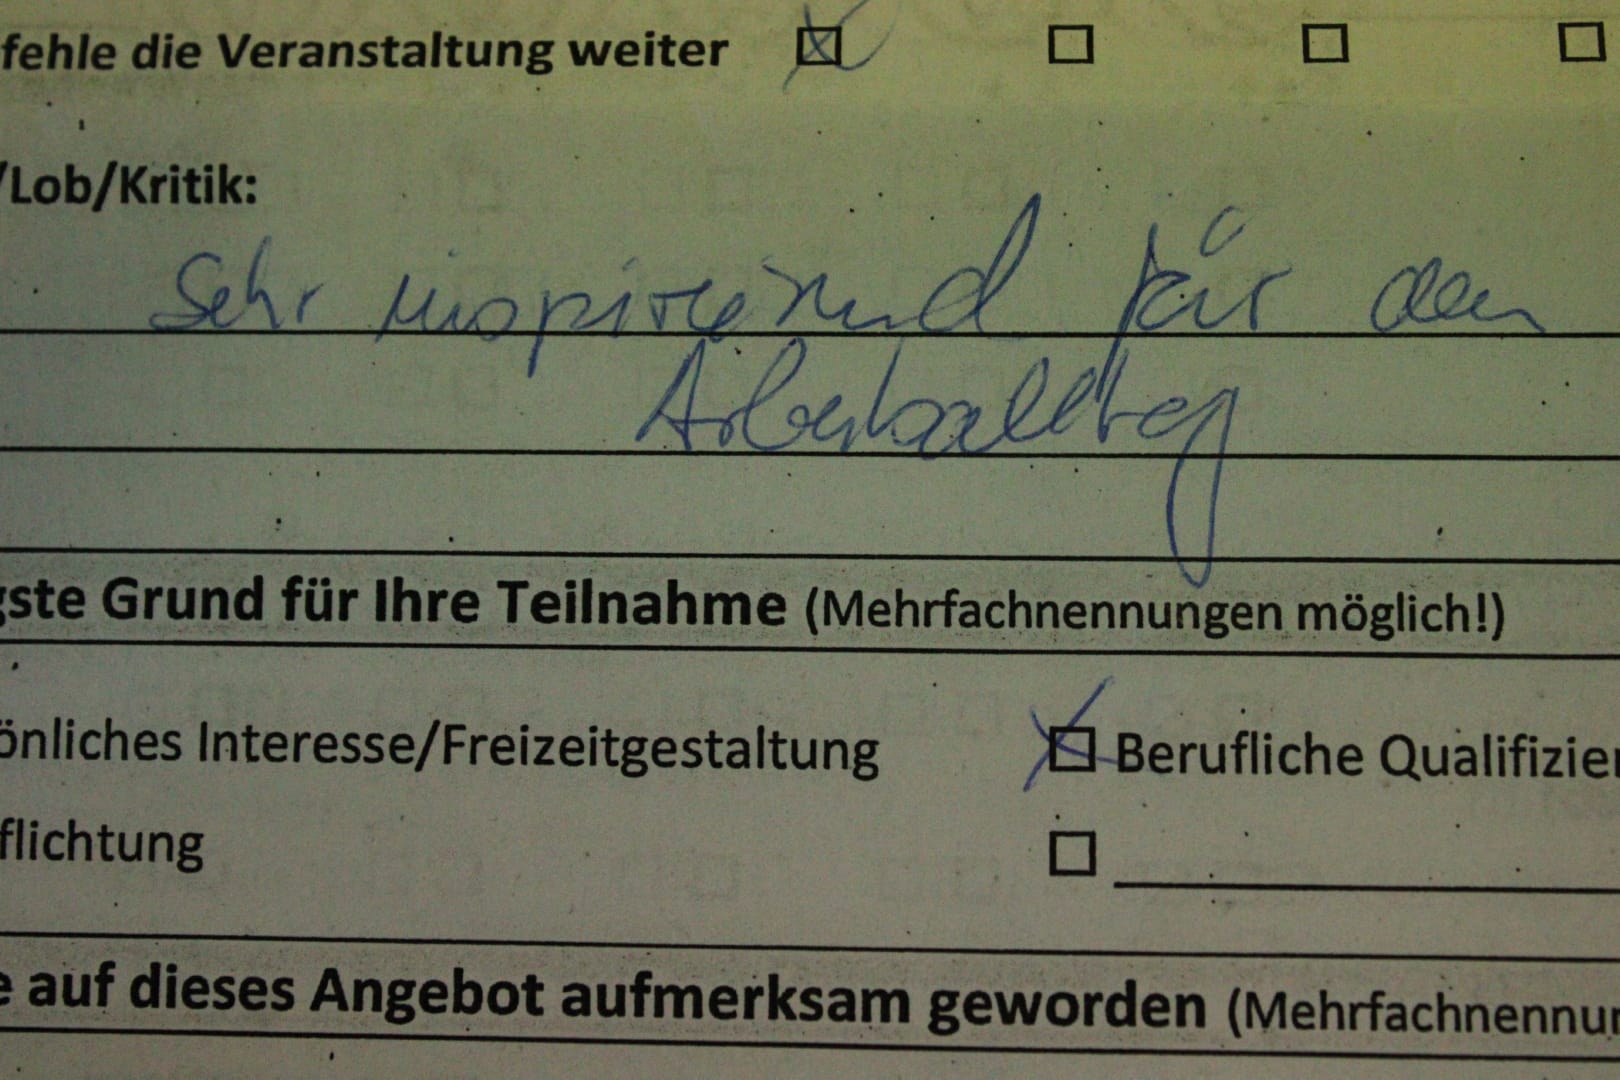 fehle die Veranstaltung weiter
/Lob/Kritik:
Sehr inspirierend für den
Arbeitsalltag
gste Grund für Ihre Teilnahme (Mehrfachnennungen möglich!)
önliches Interesse/Freizeitgestaltung Berufliche Qualifizier
flichtung
e auf dieses Angebot aufmerksam geworden (Mehrfachnennun